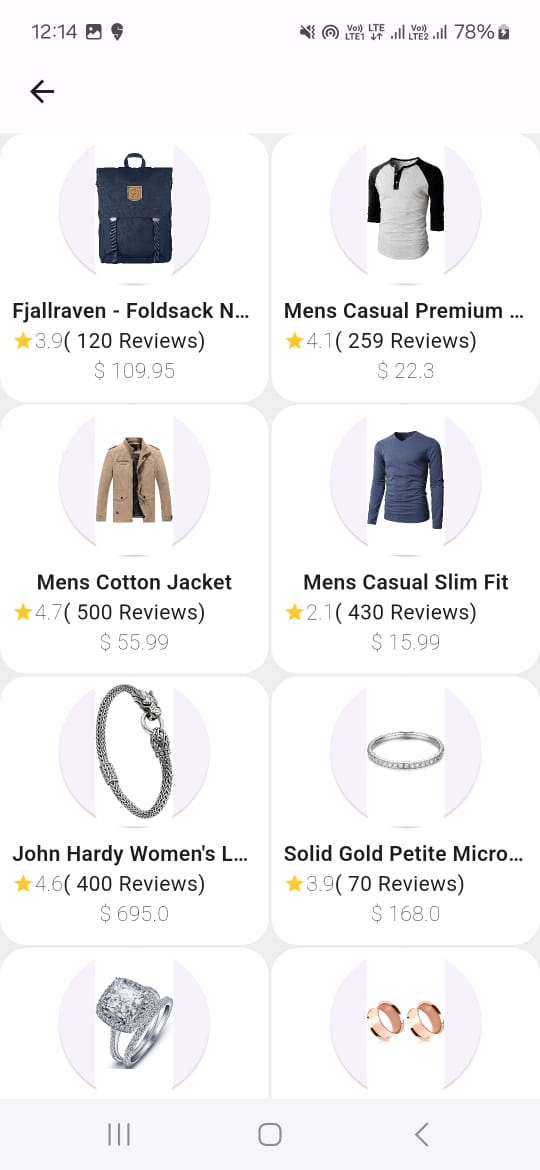 12:14 Vo)) LTE1 LTE Vo)) LTE2 78%
Fjallraven - Foldsack N...
3.9( 120 Reviews)
$ 109.95
Mens Casual Premium ...
4.1( 259 Reviews)
$ 22.3
Mens Cotton Jacket
4.7( 500 Reviews)
$ 55.99
Mens Casual Slim Fit
2.1( 430 Reviews)
$ 15.99
John Hardy Women's L...
4.6( 400 Reviews)
$ 695.0
Solid Gold Petite Micro...
3.9( 70 Reviews)
$ 168.0